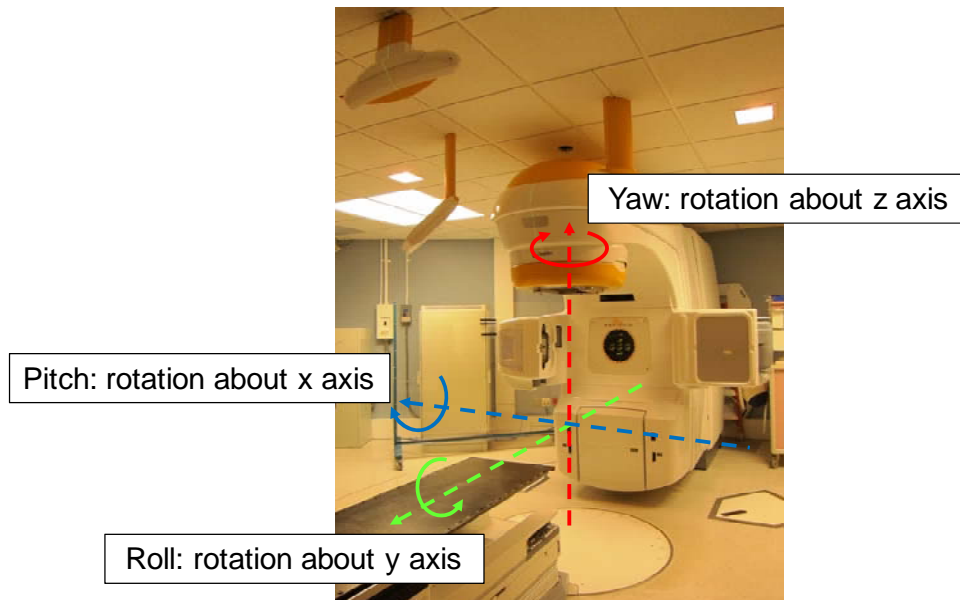 Yaw: rotation about z axis
Pitch: rotation about x axis
Roll: rotation about y axis